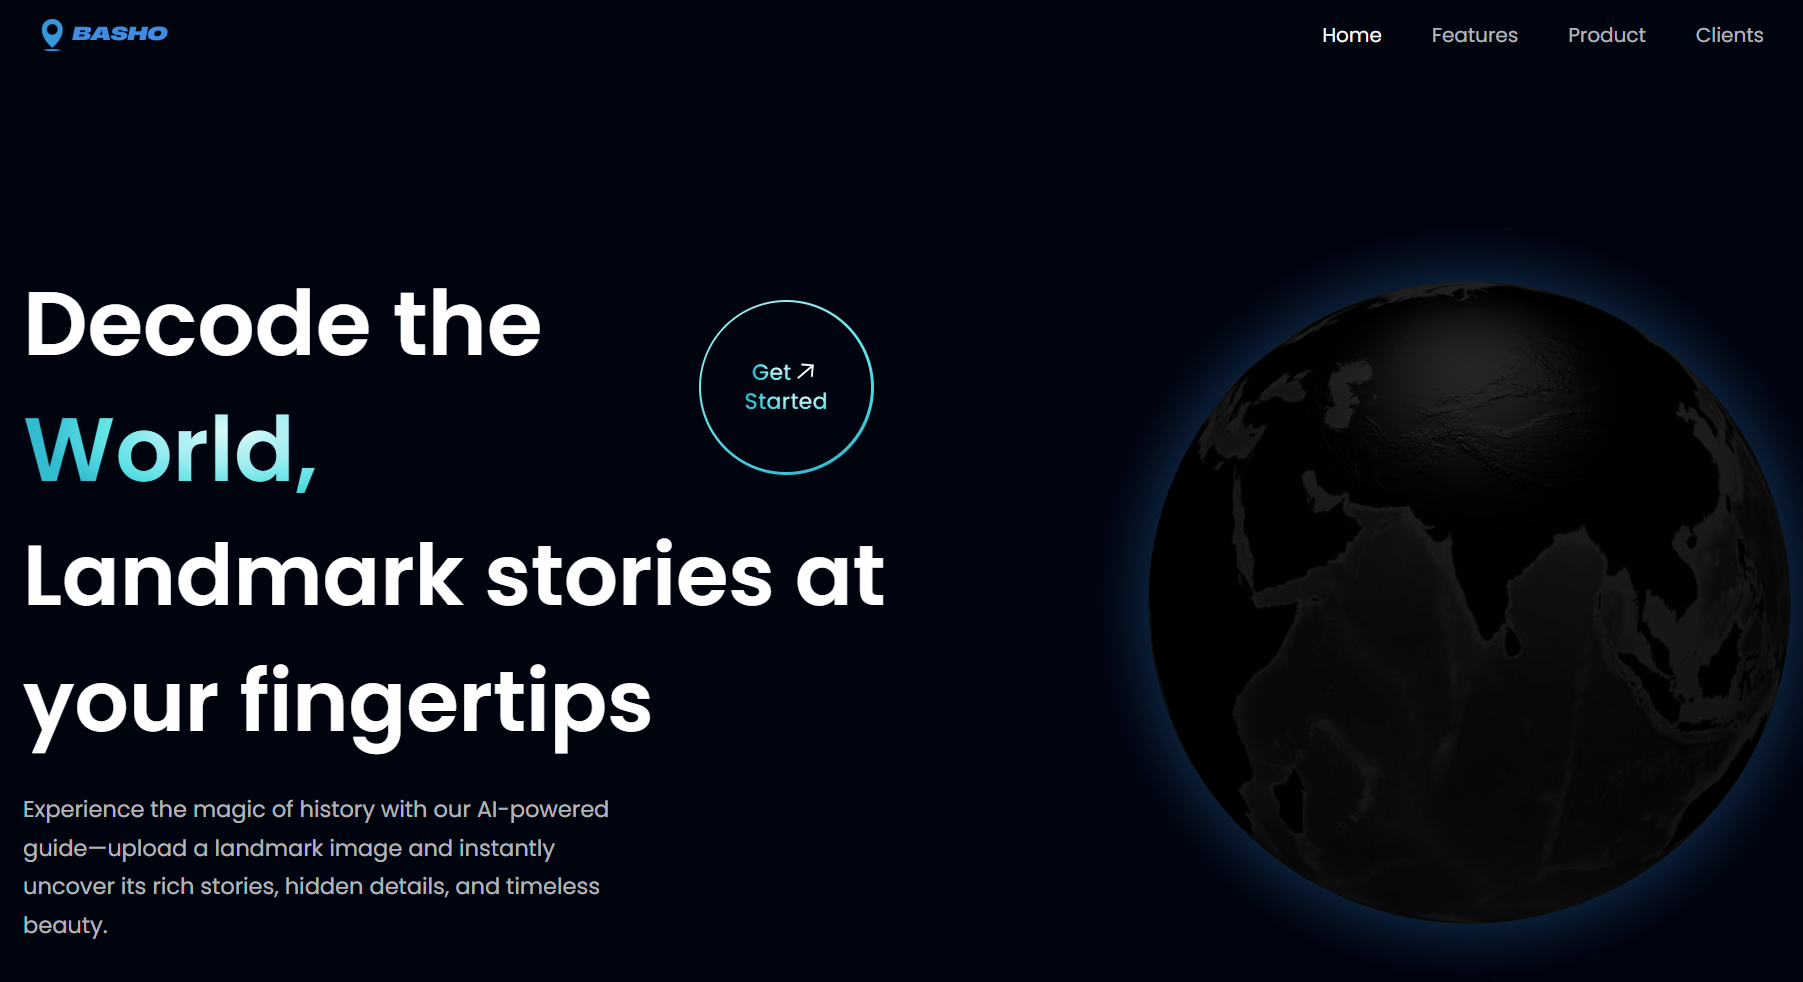 BASHO
Home
Features
Product
Clients
Decode the
World,
Landmark stories at
your fingertips
Get
Started
Experience the magic of history with our AI-powered
guide—upload a landmark image and instantly
uncover its rich stories, hidden details, and timeless
beauty.